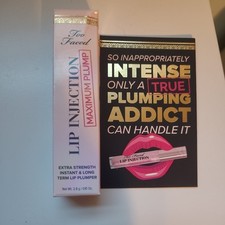 Too Faced
LIP INJECTION
MAXIMUM PLUMP
EXTRA STRENGTH
INSTANT & LONG
TERM LIP PLUMPER
SO INAPPROPRIATELY
INTENSE
ONLY A TRUE
PLUMPING
ADDICT
CAN HANDLE IT
LIP INJECTION